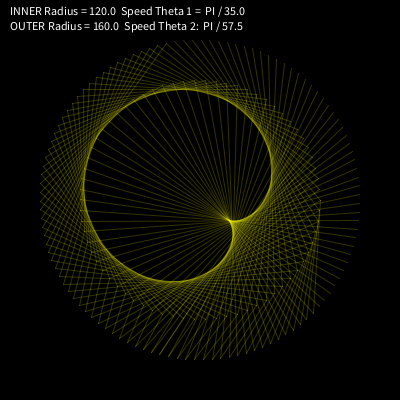 INNER Radius = 120.0  Speed Theta 1 =  PI / 35.0
OUTER Radius = 160.0  Speed Theta 2:  PI / 57.5